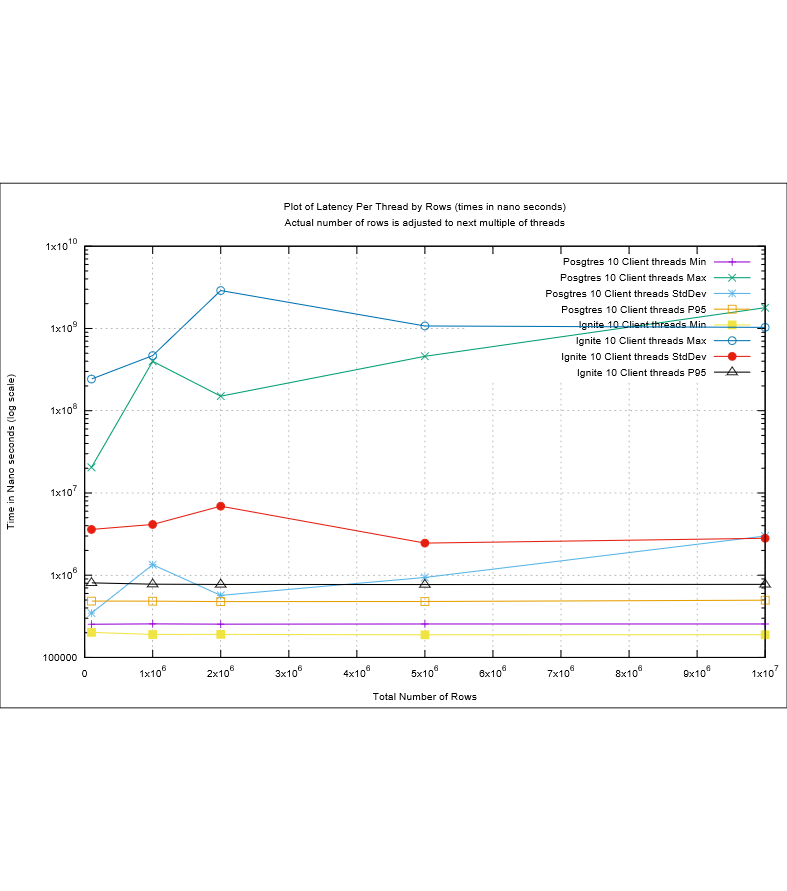 Plot of Latency Per Thread by Rows (times in nano seconds)
Actual number of rows is adjusted to next multiple of threads
1x10^10
1x10^9
1x10^8
1x10^7
1x10^6
100000
Time in Nano seconds (log scale)
Posgtres 10 Client threads Min
Posgtres 10 Client threads Max
Posgtres 10 Client threads StdDev
Posgtres 10 Client threads P95
Ignite 10 Client threads Min
Ignite 10 Client threads Max
Ignite 10 Client threads StdDev
Ignite 10 Client threads P95
0 1x10^6 2x10^6 3x10^6 4x10^6 5x10^6 6x10^6 7x10^6 8x10^6 9x10^6 1x10^7
Total Number of Rows